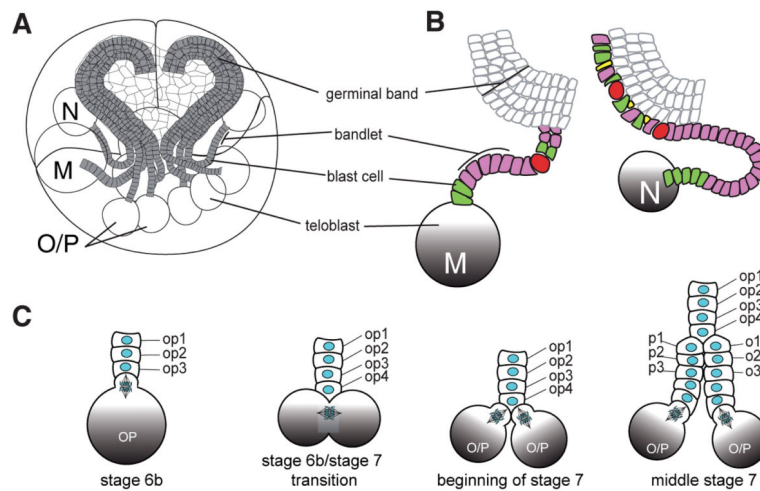 A
B
germinal band
N
bandlet
M
blast cell
O/P
teloblast
M
N
C
op1
op2
op3
OP
stage 6b
op1
op2
op3
op4
stage 6b/stage 7
transition
op1
op2
op3
op4
O/P
O/P
beginning of stage 7
op1
op2
op3
op4
p1
p2
p3
o1
o2
o3
O/P
O/P
middle stage 7